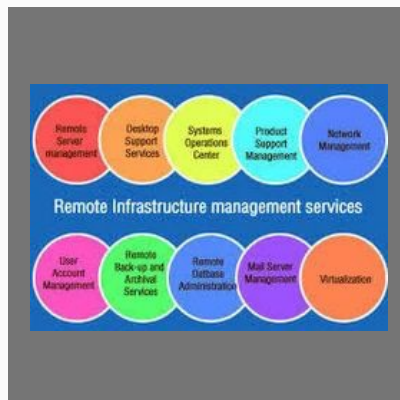 Remote
Server
management
Desktop
Support
Services
Systems
Operations
Center
Product
Support
Management
Network
Management
Remote Infrastructure management services
User
Account
Management
Remote
Back-up and
Archival
Services
Remote
Datbase
Administration
Mail Server
Management
Virtualization